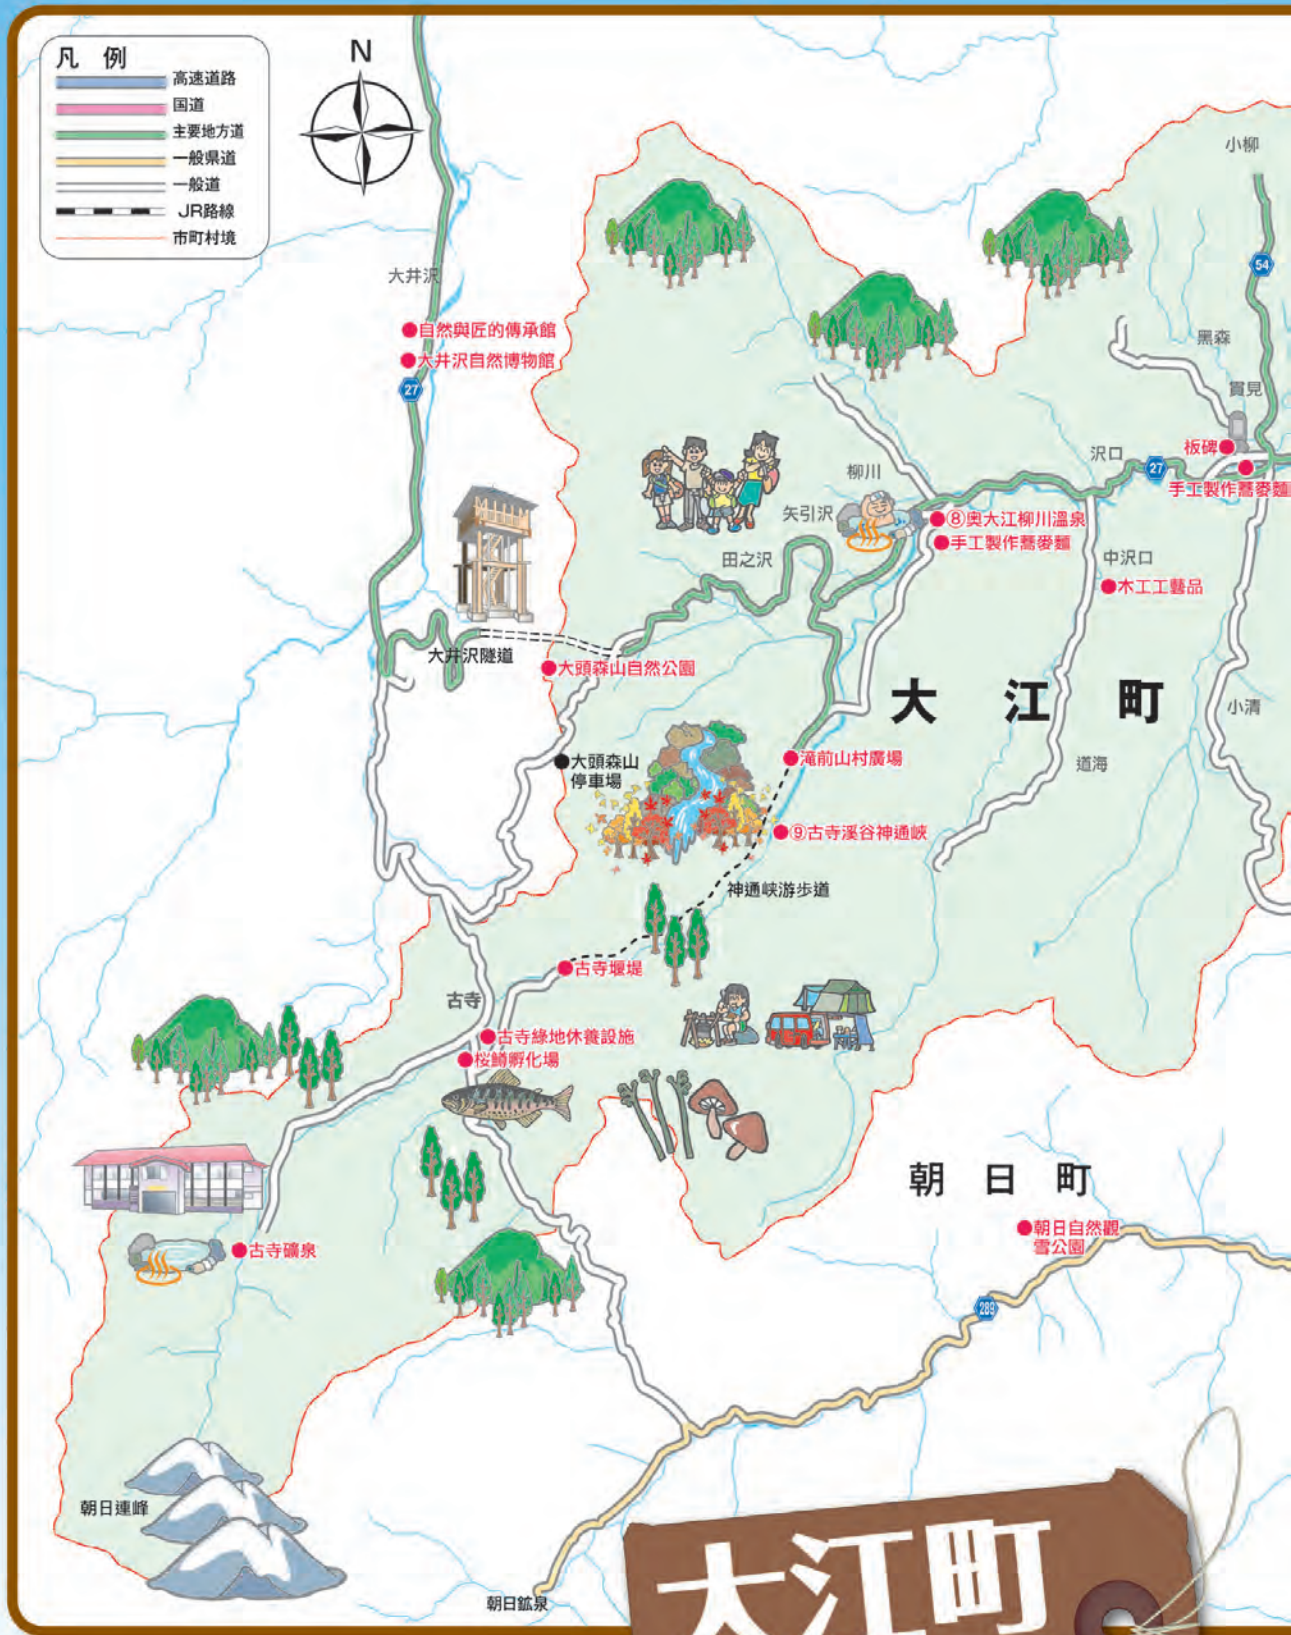 凡 例
高速道路
国道
主要地方道
一般県道
一般道
JR路線
市町村境
N
小柳
54
大井沢
自然與匠的傳承館
大井沢自然博物館
27
黑森
貫見
板碑
沢口
27
手工製作蕎麥麵
柳川
矢引沢
⑧奥大江柳川溫泉
手工製作蕎麥麵
田之沢
中沢口
木工工藝品
大井沢隧道
大頭森山自然公園
大 江 町
小清
大頭森山
停車場
滝前山村廣場
道海
⑨古寺溪谷神通峡
神通峡游步道
古寺堰堤
古寺
古寺綠地休養設施
桜鱒孵化場
朝 日 町
朝日自然觀
雪公園
古寺礦泉
289
朝日連峰
朝日鉱泉
大江町